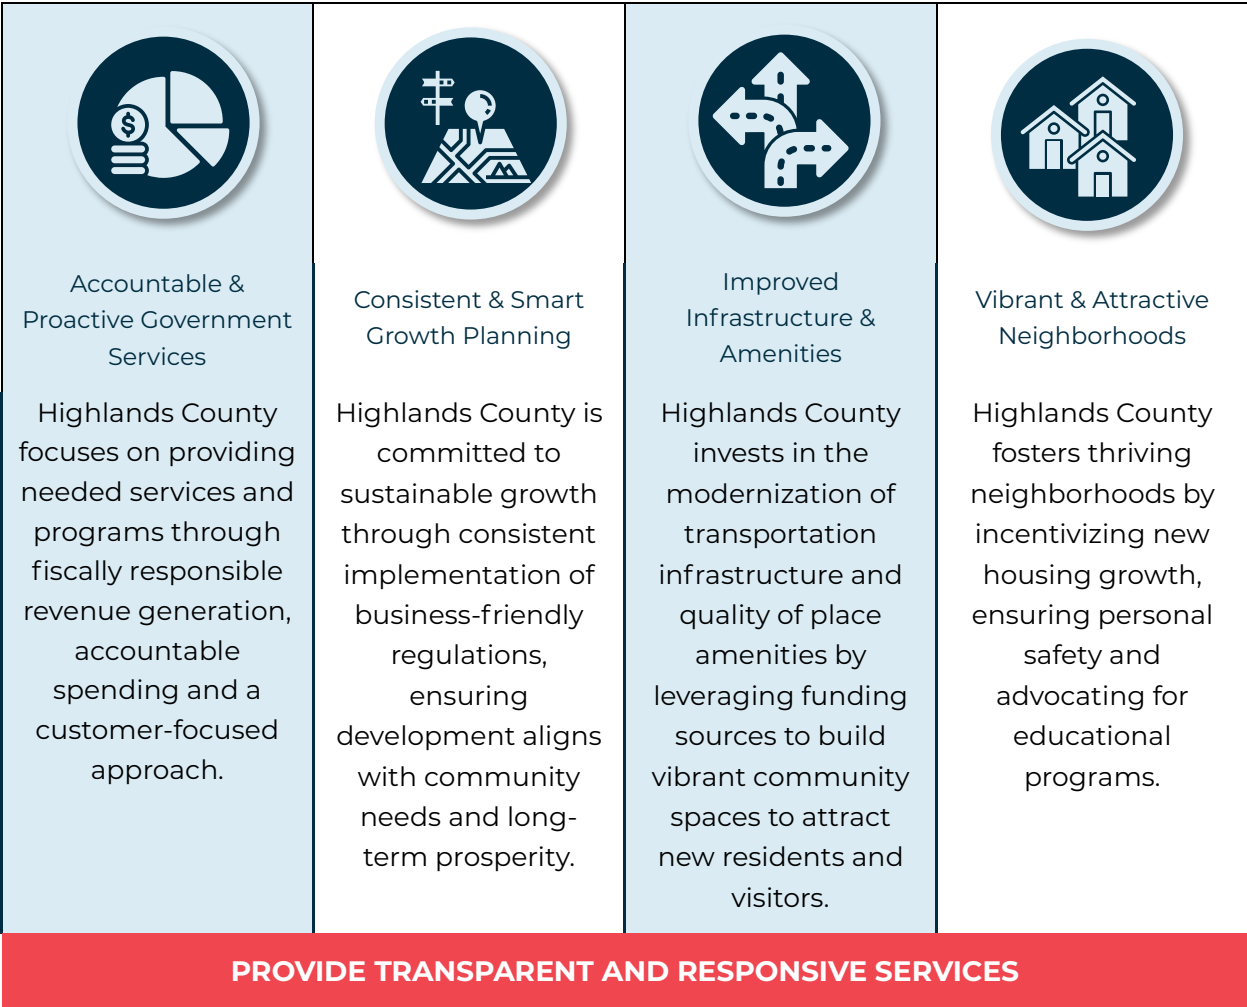 $
Accountable &
Proactive Government
Services
Highlands County
focuses on providing
needed services and
programs through
fiscally responsible
revenue generation,
accountable
spending and a
customer-focused
approach.
Consistent & Smart
Growth Planning
Highlands County is
committed to
sustainable growth
through consistent
implementation of
business-friendly
regulations,
ensuring
development aligns
with community
needs and long-
term prosperity.
Improved
Infrastructure &
Amenities
Highlands County
invests in the
modernization of
transportation
infrastructure and
quality of place
amenities by
leveraging funding
sources to build
vibrant community
spaces to attract
new residents and
visitors.
Vibrant & Attractive
Neighborhoods
Highlands County
fosters thriving
neighborhoods by
incentivizing new
housing growth,
ensuring personal
safety and
advocating for
educational
programs.
PROVIDE TRANSPARENT AND RESPONSIVE SERVICES